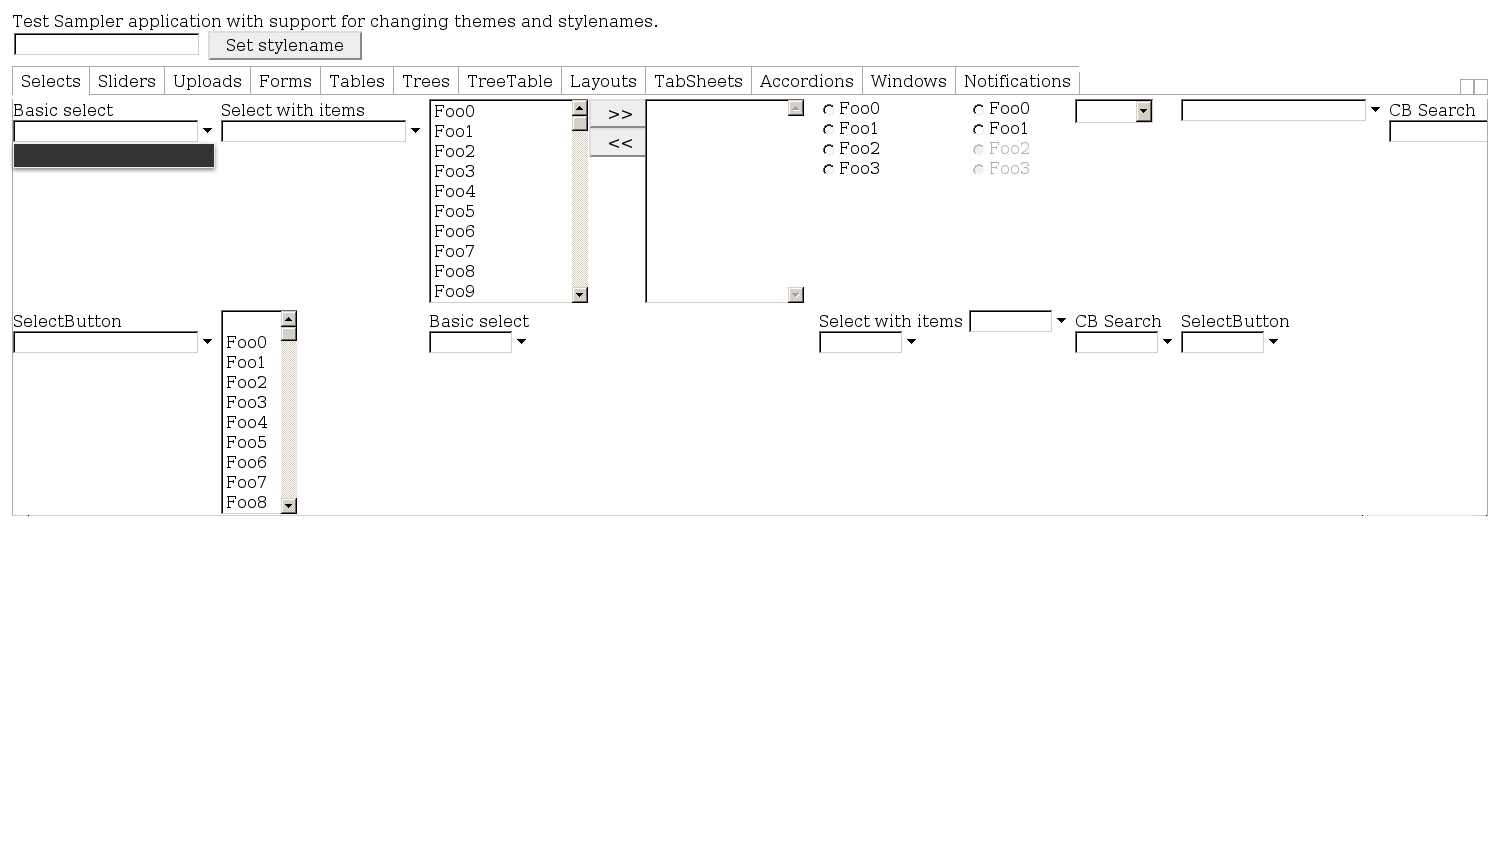 Test Sampler application with support for changing themes and stylenames.
Set stylename
Selects Sliders Uploads Forms Tables Trees TreeTable Layouts TabSheets Accordions Windows Notifications
Basic select
Select with items
Foo0
Foo1
Foo2
Foo3
Foo4
Foo5
Foo6
Foo7
Foo8
Foo9
>>
<<
Foo0
Foo1
Foo2
Foo3
Foo0
Foo1
Foo2
Foo3
CB Search
SelectButton
Foo0
Foo1
Foo2
Foo3
Foo4
Foo5
Foo6
Foo7
Foo8
Basic select
Select with items
CB Search
SelectButton